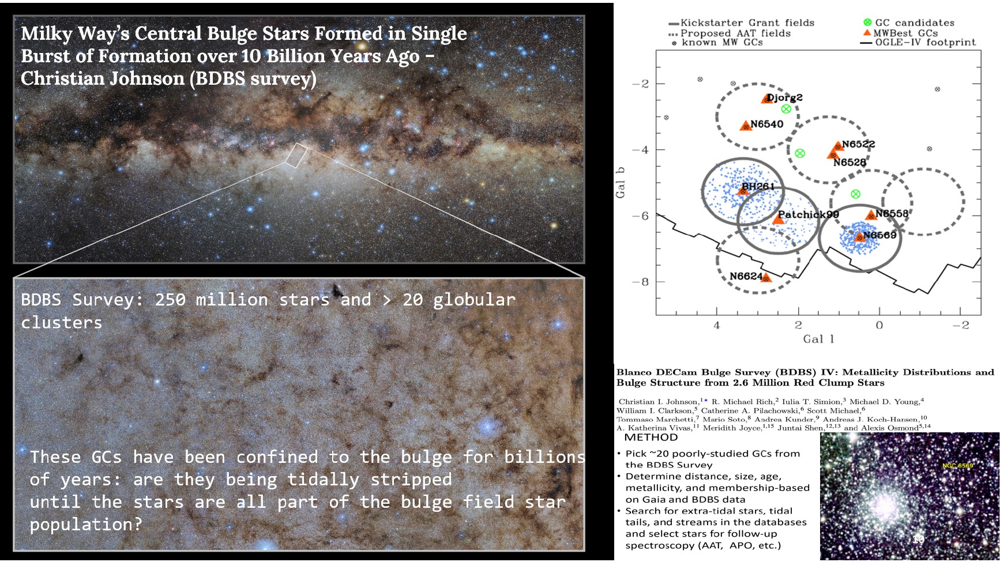 Milky Way's Central Bulge Stars Formed in Single
Burst of Formation over 10 Billion Years Ago –
Christian Johnson (BDBS survey)
BDBS Survey: 250 million stars and > 20 globular
clusters
These GCs have been confined to the bulge for billions
of years: are they being tidally stripped
until the stars are all part of the bulge field star
population?
Kickstarter Grant fields
Proposed AAT fields
known MW GCs
GC candidates
MWBest GCs
OGLE-IV footprint
Gal b
-2
-4
-6
-8
Djorg2
N6540
N6522
N6528
BH261
Patchick99
N6558
N6569
N6624
4 2 0 -2
Gal l
Blanco DECam Bulge Survey (BDBS) IV: Metallicity Distributions and
Bulge Structure from 2.6 Million Red Clump Stars
Christian I. Johnson,1★ R. Michael Rich,2 Iulia T. Simion,3 Michael D. Young,4
William I. Clarkson,5 Catherine A. Pilachowski,6 Scott Michael,6
Tommaso Marchetti,7 Mario Soto,8 Andrea Kunder,9 Andreas J. Koch-Hansen,10
A. Katherina Vivas,11 Meridith Joyce,1,15 Juntai Shen,12,13 and Alexis Osmond5,14
METHOD
• Pick ~20 poorly-studied GCs from
the BDBS Survey
• Determine distance, size, age,
metallicity, and membership-based
on Gaia and BDBS data
• Search for extra-tidal stars, tidal
tails, and streams in the databases
and select stars for follow-up
spectroscopy (AAT, APO, etc.)
NGC 6569
10